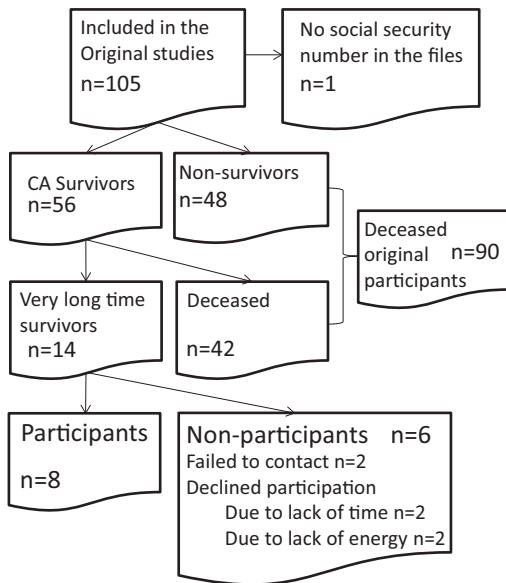 Included in the
Original studies
n=105
No social security
number in the files
n=1
CA Survivors
n=56
Non-survivors
n=48
Deceased
original
participants
n=90
Very long time
survivors
n=14
Deceased
n=42
Participants
n=8
Non-participants n=6
Failed to contact n=2
Declined participation
Due to lack of time n=2
Due to lack of energy n=2